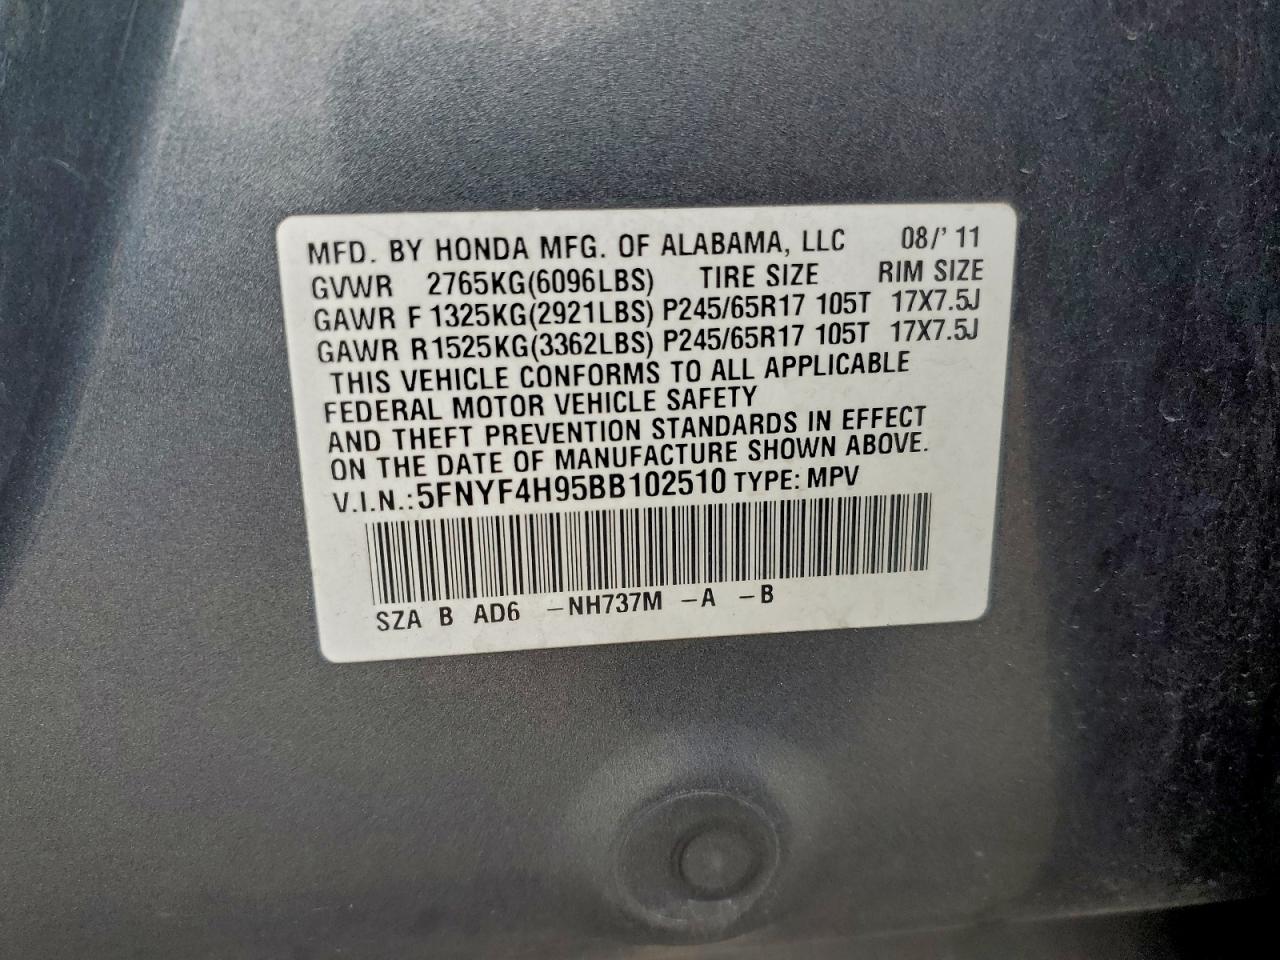 MFD. BY HONDA MFG. OF ALABAMA, LLC 08/' 11
GVWR 2765KG(6096LBS) TIRE SIZE RIM SIZE
GAWR F 1325KG(2921LBS) P245/65R17 105T 17X7.5J
GAWR R1525KG(3362LBS) P245/65R17 105T 17X7.5J
THIS VEHICLE CONFORMS TO ALL APPLICABLE
FEDERAL MOTOR VEHICLE SAFETY
AND THEFT PREVENTION STANDARDS IN EFFECT
ON THE DATE OF MANUFACTURE SHOWN ABOVE.
V.I.N.:5FNYF4H95BB102510 TYPE: MPV
SZA B AD6 -NH737M -A -B